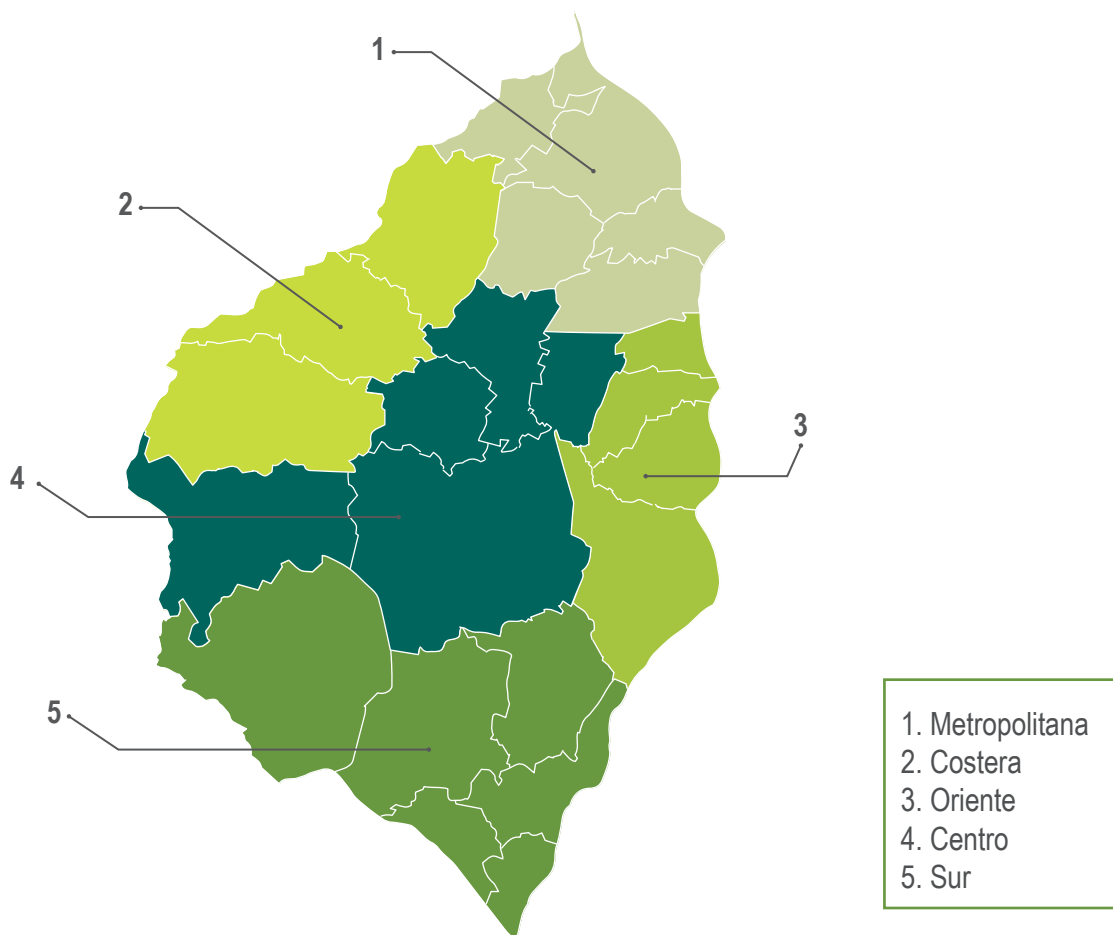 1
2
3
4
5
1. Metropolitana
2. Costera
3. Oriente
4. Centro
5. Sur